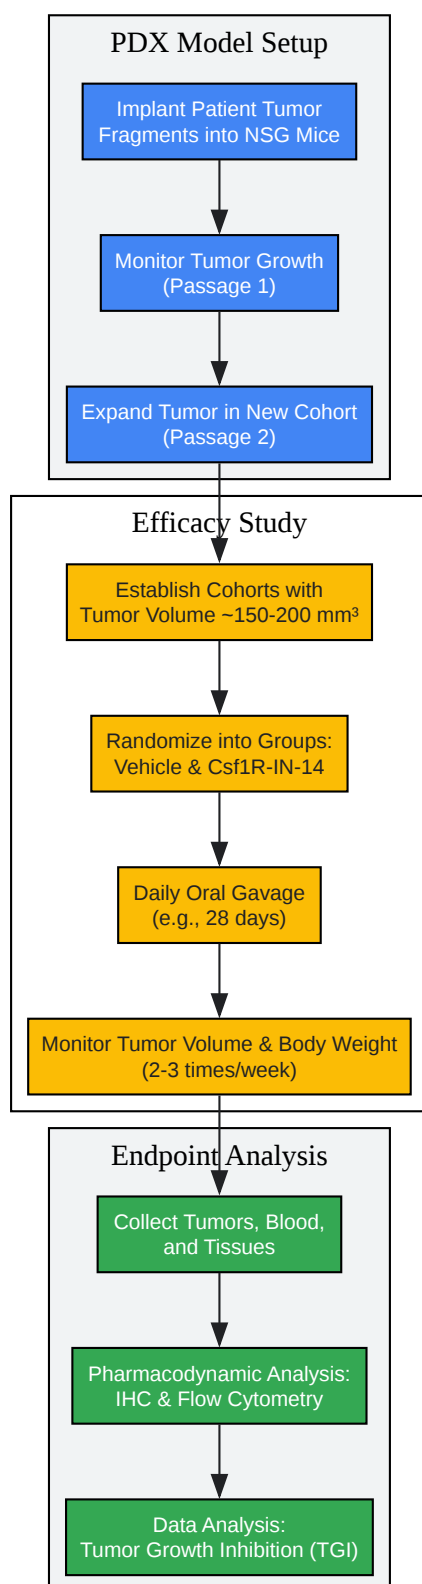 PDX Model Setup
Implant Patient Tumor
Fragments into NSG Mice
Monitor Tumor Growth
(Passage 1)
Expand Tumor in New Cohort
(Passage 2)
Efficacy Study
Establish Cohorts with
Tumor Volume ~150-200 mm³
Randomize into Groups:
Vehicle & Csf1R-IN-14
Daily Oral Gavage
(e.g., 28 days)
Monitor Tumor Volume & Body Weight
(2-3 times/week)
Endpoint Analysis
Collect Tumors, Blood,
and Tissues
Pharmacodynamic Analysis:
IHC & Flow Cytometry
Data Analysis:
Tumor Growth Inhibition (TGI)